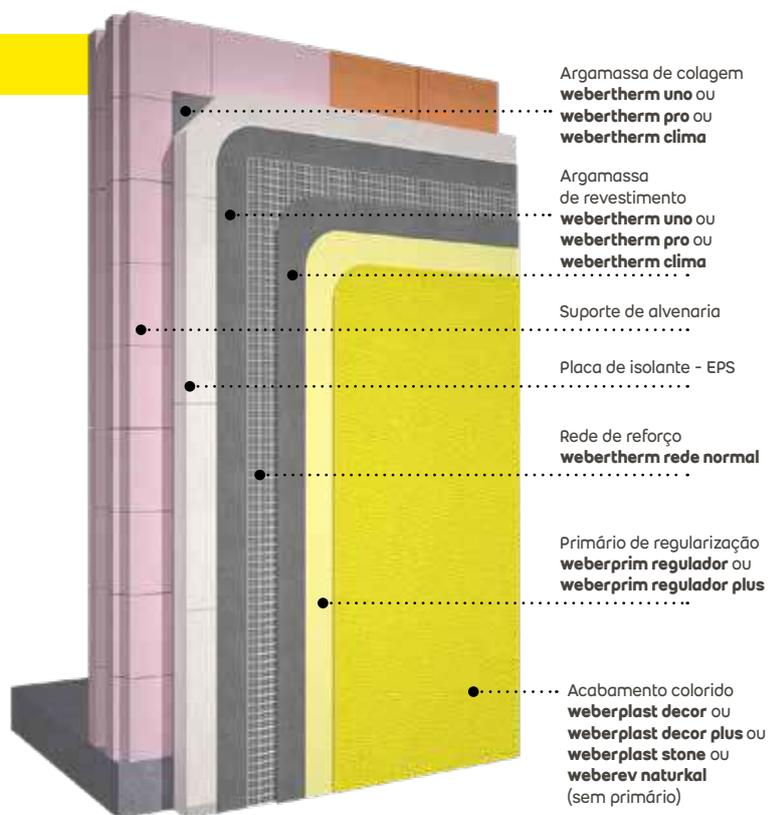 Argamassa de colagem
webertherm uno ou
webertherm pro ou
webertherm clima
Argamassa
de revestimento
webertherm uno ou
webertherm pro ou
webertherm clima
Suporte de alvenaria
Placa de isolante - EPS
Rede de reforço
webertherm rede normal
Primário de regularização
weberprim regulador ou
weberprim regulador plus
Acabamento colorido
weberplast decor ou
weberplast decor plus ou
weberplast stone ou
weberev naturkal
(sem primário)